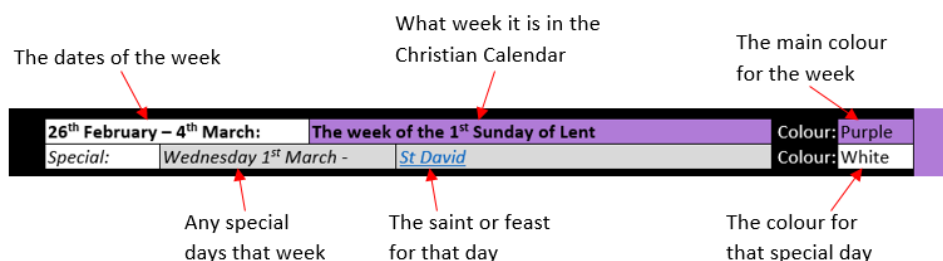 What week it is in the
Christian Calendar
The dates of the week
The main colour
for the week
26th February – 4th March: The week of the 1st Sunday of Lent Colour: Purple
Special: Wednesday 1st March - St David Colour: White
Any special
days that week
The saint or feast
for that day
The colour for
that special day